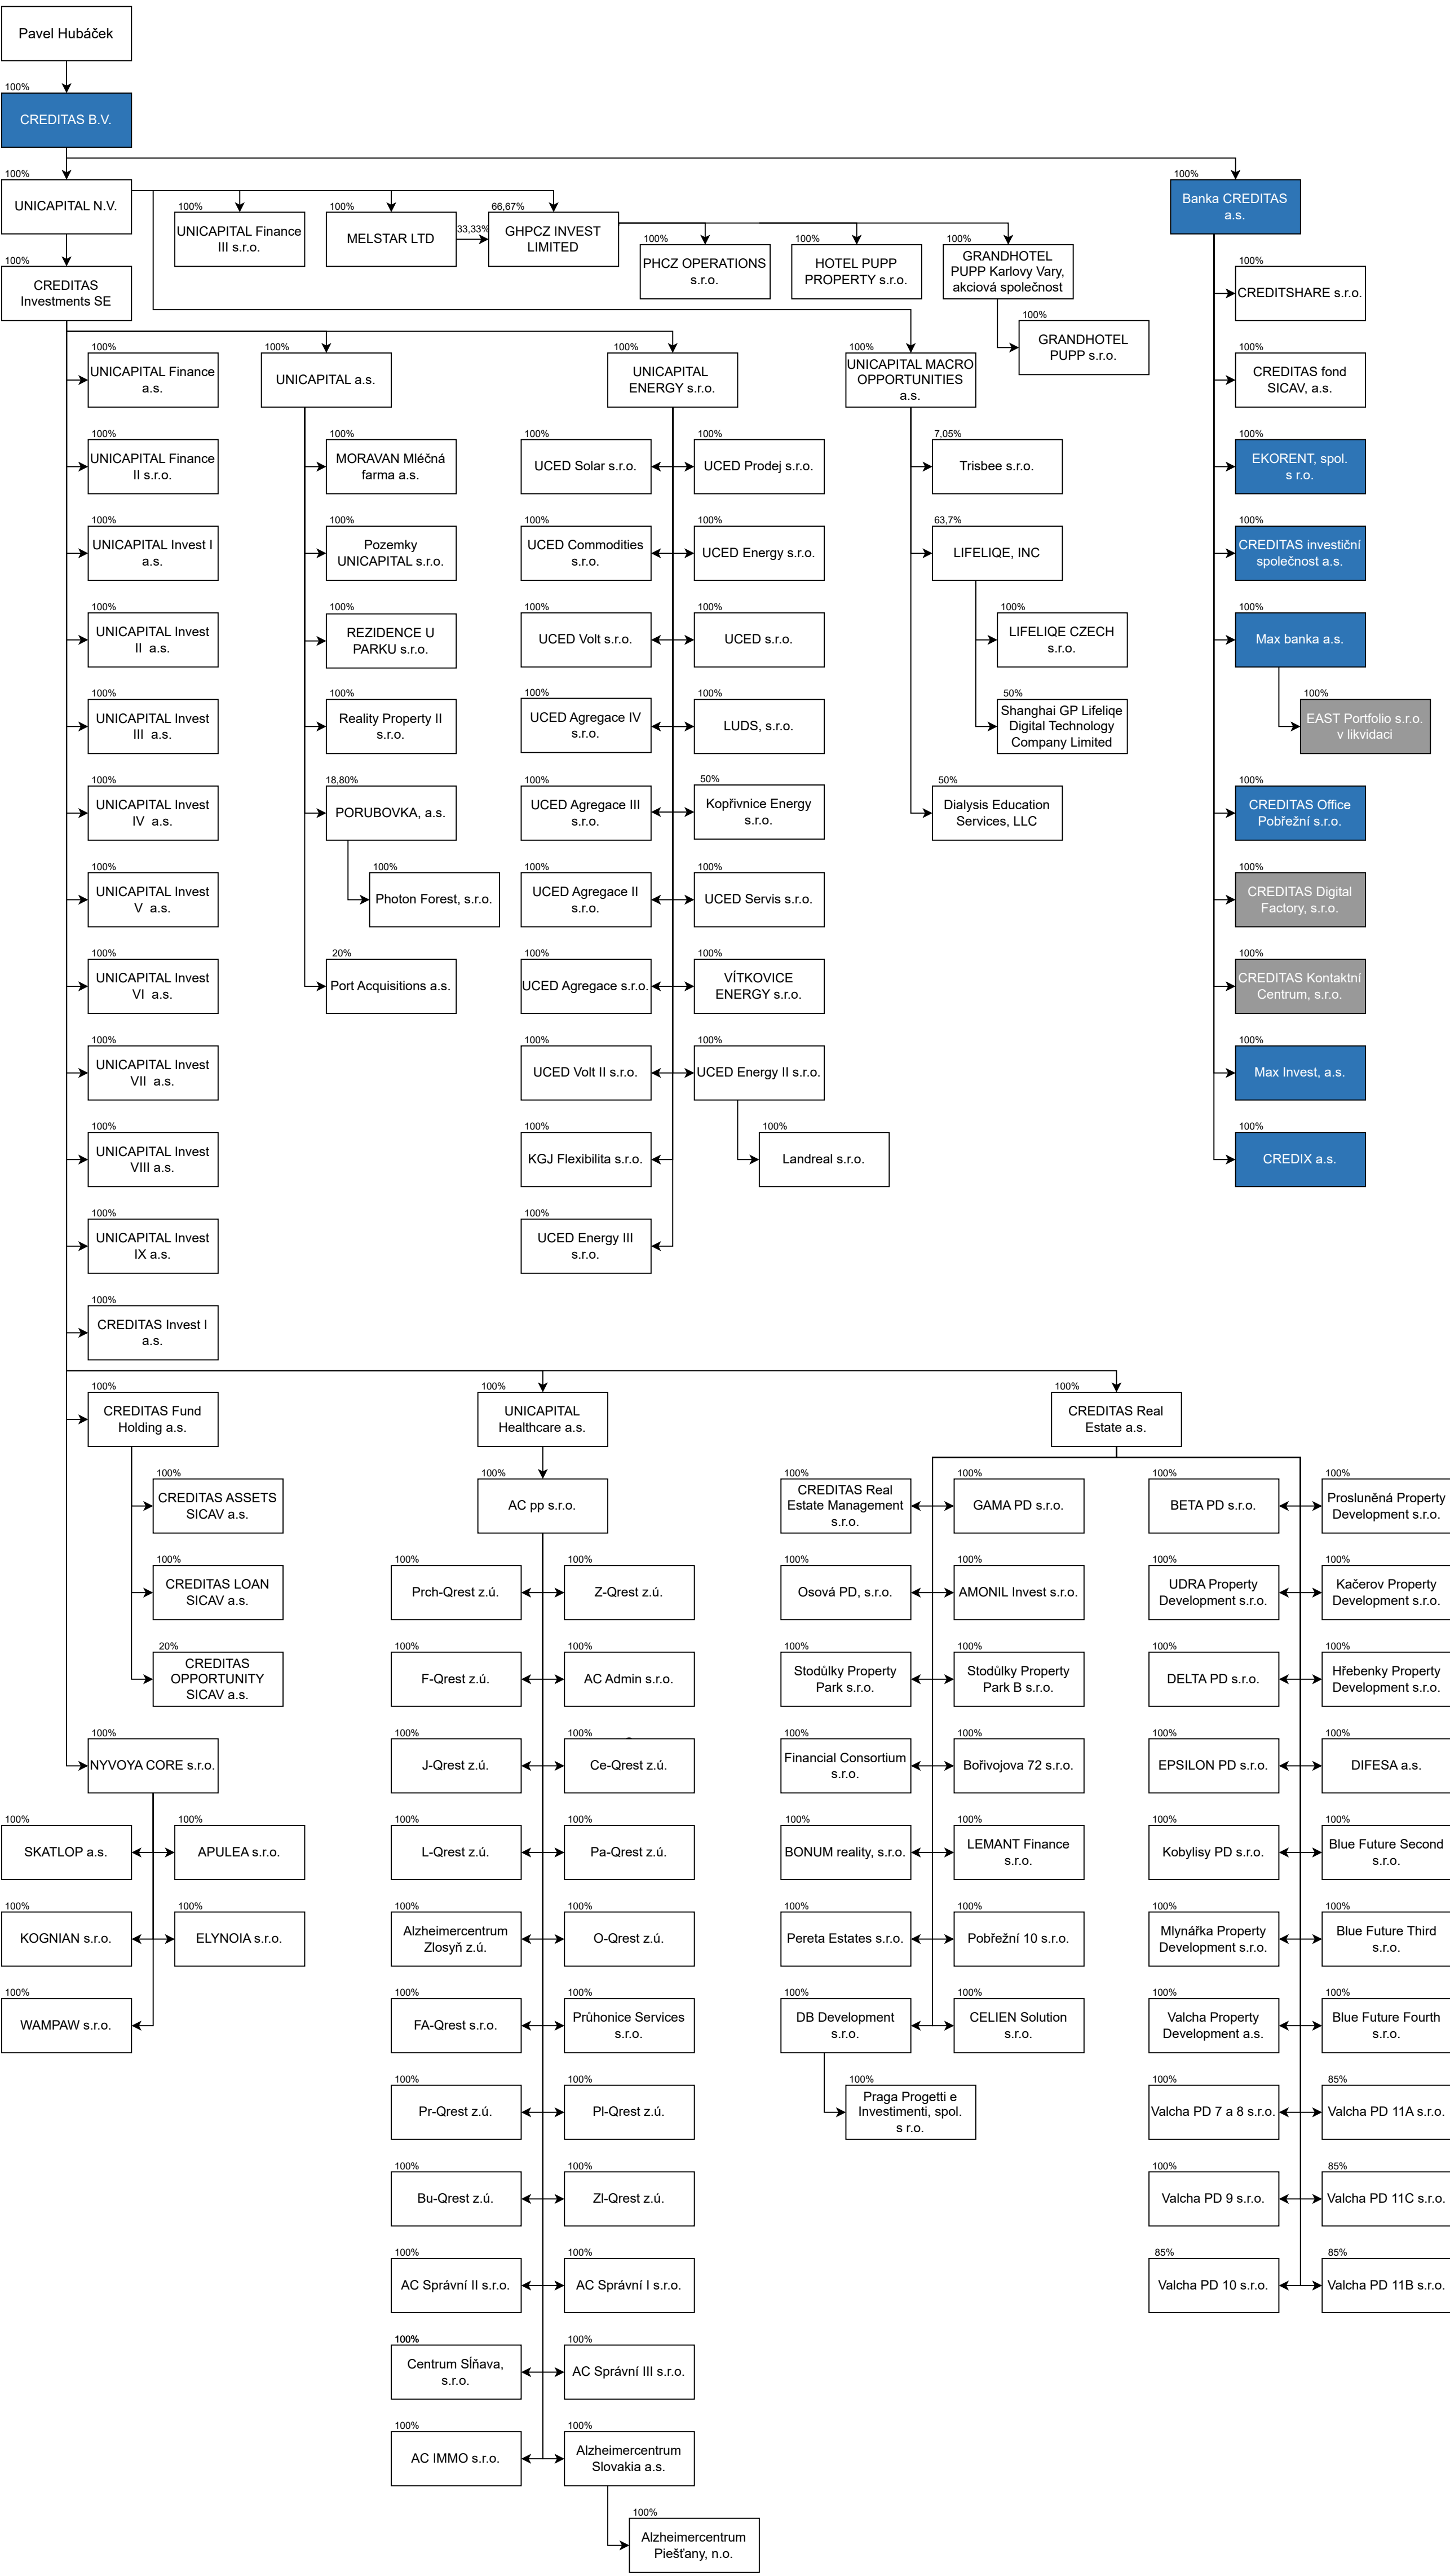 Pavel Hubáček
100%
CREDITAS B.V.
100%
UNICAPITAL N.V.
100%
UNICAPITAL Finance
III s.r.o.
100%
MELSTAR LTD
33,33%
66,67%
GHPCZ INVEST
LIMITED
100%
PHCZ OPERATIONS
s.r.o.
100%
HOTEL PUPP
PROPERTY s.r.o.
100%
GRANDHOTEL
PUPP Karlovy Vary,
akciová společnost
100%
GRANDHOTEL
PUPP s.r.o.
100%
Banka CREDITAS
a.s.
100%
CREDITSHARE s.r.o.
100%
CREDITAS fond
SICAV, a.s.
100%
EKORENT, spol.
s r.o.
100%
CREDITAS investiční
společnost a.s.
100%
Max banka a.s.
100%
EAST Portfolio s.r.o.
v likvidaci
100%
CREDITAS Office
Pobřežní s.r.o.
100%
CREDITAS Digital
Factory, s.r.o.
100%
CREDITAS Kontaktní
Centrum, s.r.o.
100%
Max Invest, a.s.
100%
CREDIX a.s.
100%
CREDITAS
Investments SE
100%
UNICAPITAL Finance
a.s.
100%
UNICAPITAL Finance
II s.r.o.
100%
UNICAPITAL Invest I
a.s.
100%
UNICAPITAL Invest
II  a.s.
100%
UNICAPITAL Invest
III  a.s.
100%
UNICAPITAL Invest
IV  a.s.
100%
UNICAPITAL Invest
V  a.s.
100%
UNICAPITAL Invest
VI  a.s.
100%
UNICAPITAL Invest
VII  a.s.
100%
UNICAPITAL Invest
VIII a.s.
100%
UNICAPITAL Invest
IX a.s.
100%
CREDITAS Invest I
a.s.
100%
UNICAPITAL a.s.
100%
MORAVAN Mléčná
farma a.s.
100%
Pozemky
UNICAPITAL s.r.o.
100%
REZIDENCE U
PARKU s.r.o.
100%
Reality Property II
s.r.o.
18,80%
PORUBOVKA, a.s.
100%
Photon Forest, s.r.o.
20%
Port Acquisitions a.s.
100%
UNICAPITAL
ENERGY s.r.o.
100%
UCED Solar s.r.o.
100%
UCED Prodej s.r.o.
100%
UCED Commodities
s.r.o.
100%
UCED Energy s.r.o.
100%
UCED Volt s.r.o.
100%
UCED s.r.o.
100%
UCED Agregace IV
s.r.o.
100%
LUDS, s.r.o.
100%
UCED Agregace III
s.r.o.
50%
Kopřivnice Energy
s.r.o.
100%
UCED Agregace II
s.r.o.
100%
UCED Servis s.r.o.
100%
UCED Agregace s.r.o.
100%
VÍTKOVICE
ENERGY s.r.o.
100%
UCED Volt II s.r.o.
100%
UCED Energy II s.r.o.
100%
KGJ Flexibilita s.r.o.
100%
Landreal s.r.o.
100%
UCED Energy III
s.r.o.
100%
UNICAPITAL MACRO
OPPORTUNITIES
a.s.
7,05%
Trisbee s.r.o.
63,7%
LIFELIQE, INC
100%
LIFELIQE CZECH
s.r.o.
50%
Shanghai GP Lifeliqe
Digital Technology
Company Limited
50%
Dialysis Education
Services, LLC
100%
CREDITAS Fund
Holding a.s.
100%
CREDITAS ASSETS
SICAV a.s.
100%
CREDITAS LOAN
SICAV a.s.
20%
CREDITAS
OPPORTUNITY
SICAV a.s.
100%
NYVOYA CORE s.r.o.
100%
SKATLOP a.s.
100%
APULEA s.r.o.
100%
KOGNIAN s.r.o.
100%
ELYNOIA s.r.o.
100%
WAMPAW s.r.o.
100%
UNICAPITAL
Healthcare a.s.
100%
AC pp s.r.o.
100%
Prch-Qrest z.ú.
100%
Z-Qrest z.ú.
100%
F-Qrest z.ú.
100%
AC Admin s.r.o.
100%
J-Qrest z.ú.
100%
Ce-Qrest z.ú.
100%
L-Qrest z.ú.
100%
Pa-Qrest z.ú.
100%
Alzheimercentrum
Zlosyň z.ú.
100%
O-Qrest z.ú.
100%
FA-Qrest s.r.o.
100%
Průhonice Services
s.r.o.
100%
Pr-Qrest z.ú.
100%
Pl-Qrest z.ú.
100%
Bu-Qrest z.ú.
100%
Zl-Qrest z.ú.
100%
AC Správní II s.r.o.
100%
AC Správní I s.r.o.
100%
Centrum Sĺňava,
s.r.o.
100%
AC Správní III s.r.o.
100%
AC IMMO s.r.o.
100%
Alzheimercentrum
Slovakia a.s.
100%
Alzheimercentrum
Piešťany, n.o.
100%
CREDITAS Real
Estate a.s.
100%
CREDITAS Real
Estate Management
s.r.o.
100%
GAMA PD s.r.o.
100%
Osová PD, s.r.o.
100%
AMONIL Invest s.r.o.
100%
Stodůlky Property
Park s.r.o.
100%
Stodůlky Property
Park B s.r.o.
100%
Financial Consortium
s.r.o.
100%
Bořivojova 72 s.r.o.
100%
BONUM reality, s.r.o.
100%
LEMANT Finance
s.r.o.
100%
Pereta Estates s.r.o.
100%
Pobřežní 10 s.r.o.
100%
DB Development
s.r.o.
100%
CELIEN Solution
s.r.o.
100%
Praga Progetti e
Investimenti, spol.
s r.o.
100%
BETA PD s.r.o.
100%
Prosluněná Property
Development s.r.o.
100%
UDRA Property
Development s.r.o.
100%
Kačerov Property
Development s.r.o.
100%
DELTA PD s.r.o.
100%
Hřebenky Property
Development s.r.o.
100%
EPSILON PD s.r.o.
100%
DIFESA a.s.
100%
Kobylisy PD s.r.o.
100%
Blue Future Second
s.r.o.
100%
Mlynářka Property
Development s.r.o.
100%
Blue Future Third
s.r.o.
100%
Valcha Property
Development a.s.
100%
Blue Future Fourth
s.r.o.
100%
Valcha PD 7 a 8 s.r.o.
85%
Valcha PD 11A s.r.o.
100%
Valcha PD 9 s.r.o.
85%
Valcha PD 11C s.r.o.
85%
Valcha PD 10 s.r.o.
85%
Valcha PD 11B s.r.o.